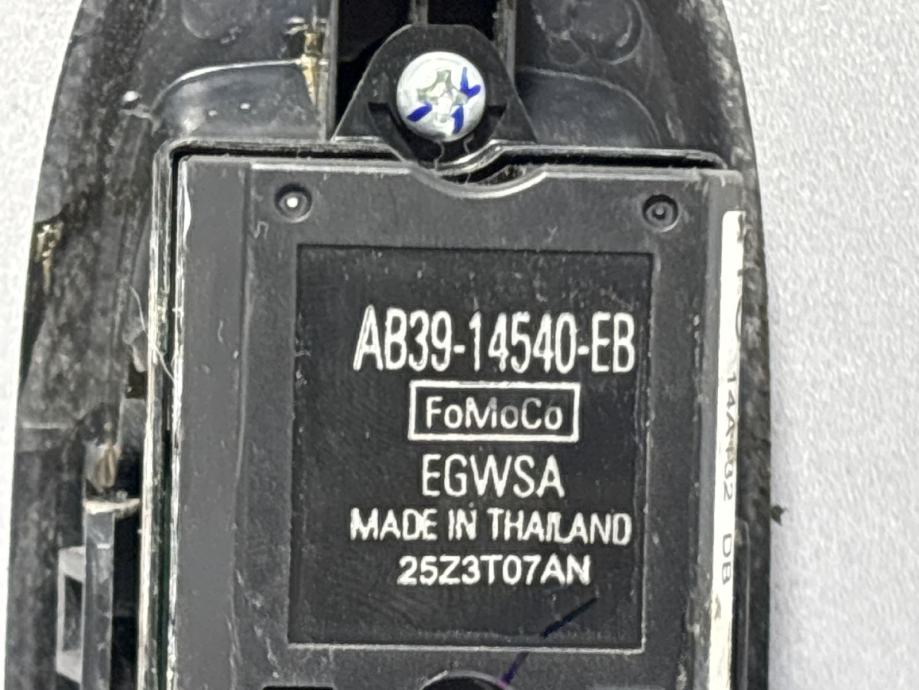 AB39-14540-EB
FoMoCo
EGWSA
MADE IN THAILAND
25Z3T07AN